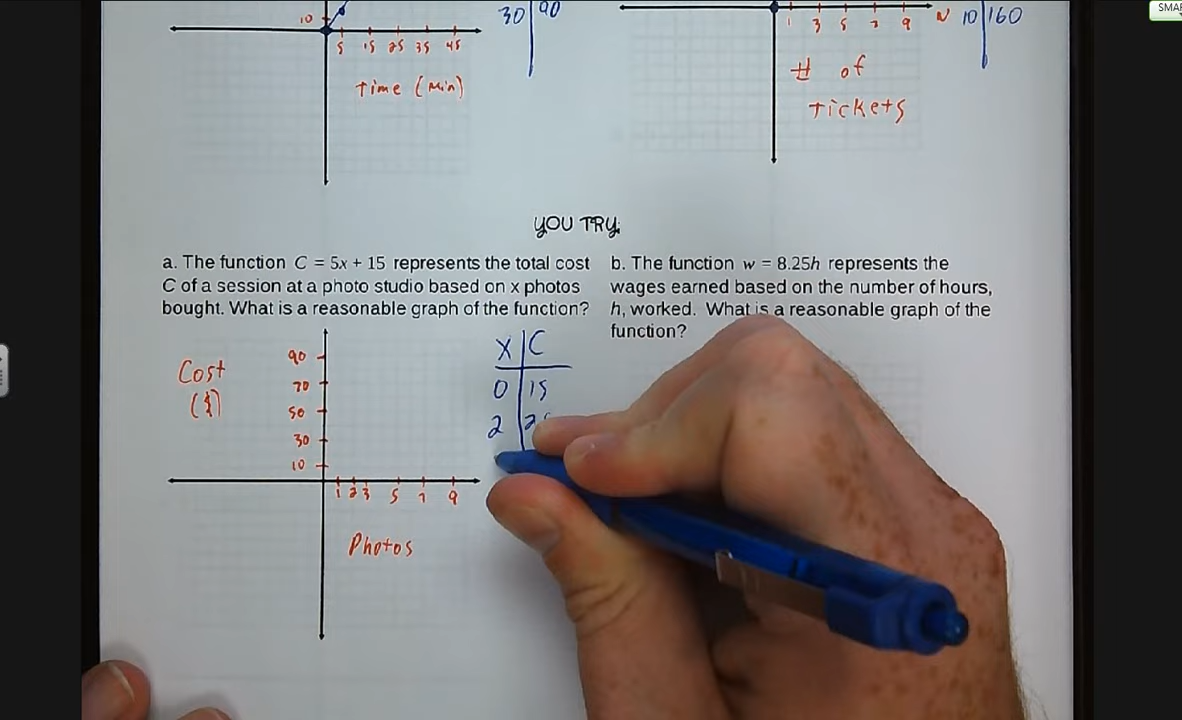 SMAR
10
30 90
5 15 25 35 45
Time (Min)
1 3 5 7 9
N 10 160
# of
Tickets
YOU TRY:
a. The function C = 5x + 15 represents the total cost
C of a session at a photo studio based on x photos
bought. What is a reasonable graph of the function?
b. The function w = 8.25h represents the
wages earned based on the number of hours,
h, worked. What is a reasonable graph of the
function?
Cost
($)
90
70
50
30
10
1 2 3 5 7 9
Photos
X C
0 15
2